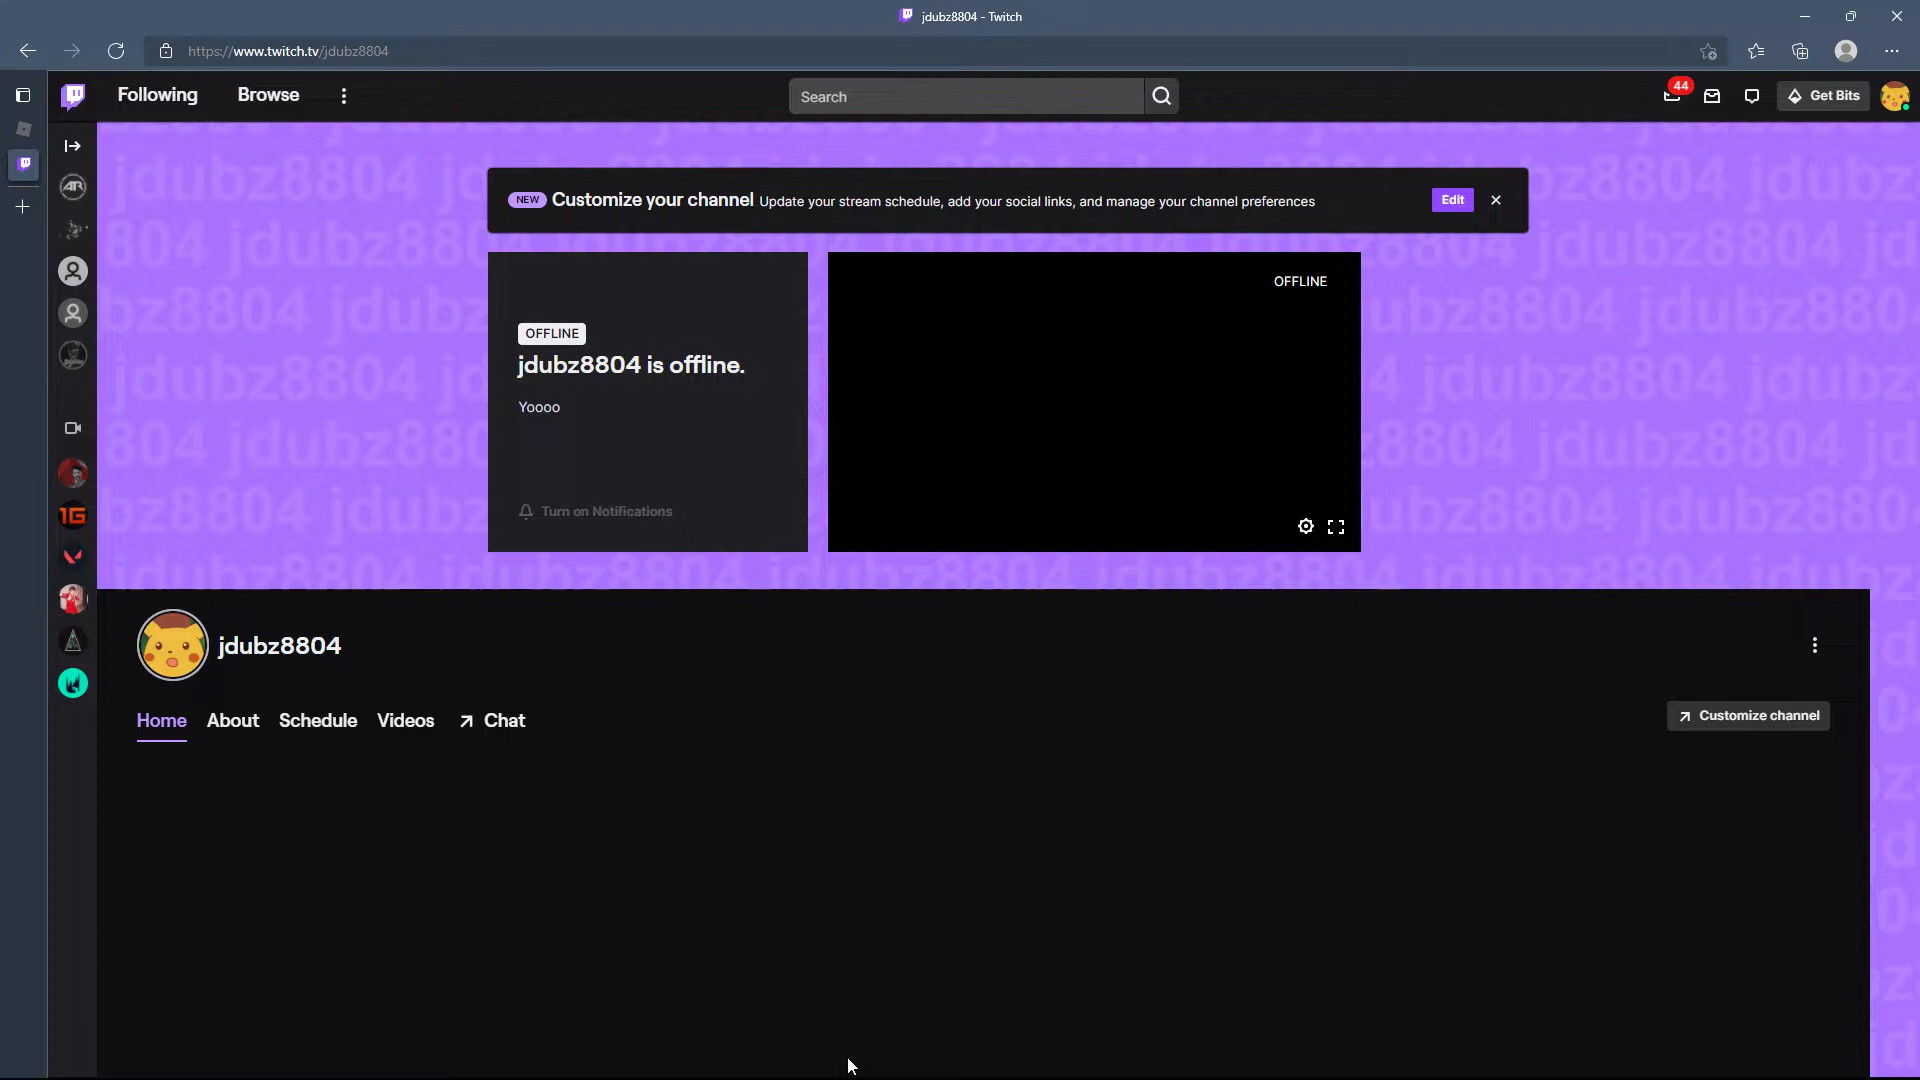 jdubz8804 - Twitch
https://www.twitch.tv/jdubz8804
Following
Browse
Search
44
Get Bits
NEW Customize your channel Update your stream schedule, add your social links, and manage your channel preferences
Edit
OFFLINE
jdubz8804 is offline.
Yoooo
Turn on Notifications
OFFLINE
jdubz8804
Home
About
Schedule
Videos
Chat
Customize channel
jdubz8804